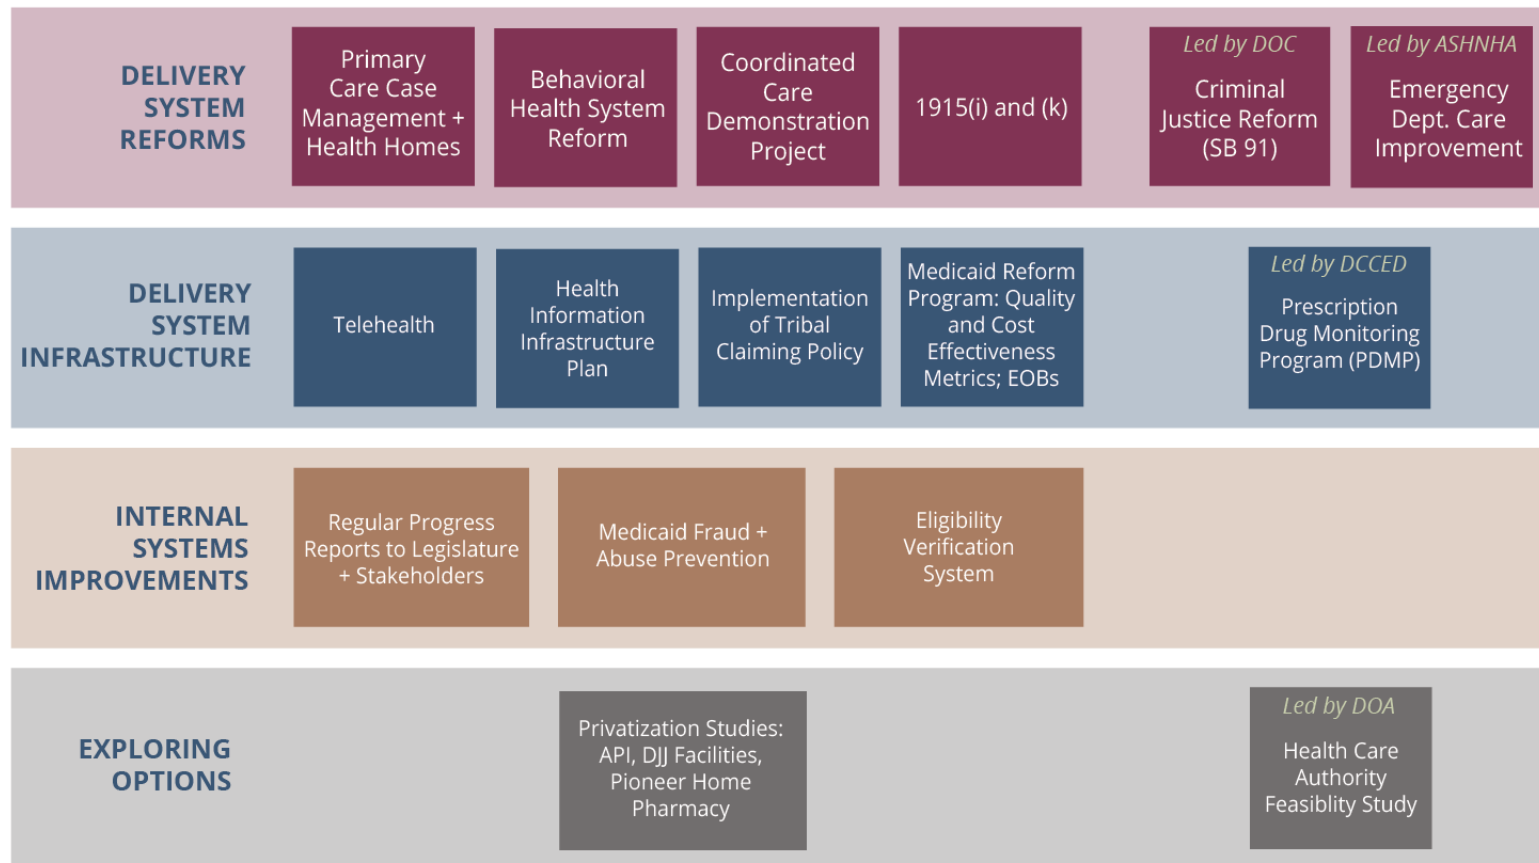 DELIVERY
SYSTEM
REFORMS
Primary
Care Case
Management +
Health Homes
Behavioral
Health System
Reform
Coordinated
Care
Demonstration
Project
1915(i) and (k)
Led by DOC
Criminal
Justice Reform
(SB 91)
Led by ASHNHA
Emergency
Dept. Care
Improvement
DELIVERY
SYSTEM
INFRASTRUCTURE
Telehealth
Health
Information
Infrastructure
Plan
Implementation
of Tribal
Claiming Policy
Medicaid Reform
Program: Quality
and Cost
Effectiveness
Metrics; EOBs
Led by DCCED
Prescription
Drug Monitoring
Program (PDMP)
INTERNAL
SYSTEMS
IMPROVEMENTS
Regular Progress
Reports to Legislature
+ Stakeholders
Medicaid Fraud +
Abuse Prevention
Eligibility
Verification
System
EXPLORING
OPTIONS
Privatization Studies:
API, DJJ Facilities,
Pioneer Home
Pharmacy
Led by DOA
Health Care
Authority
Feasiblity Study